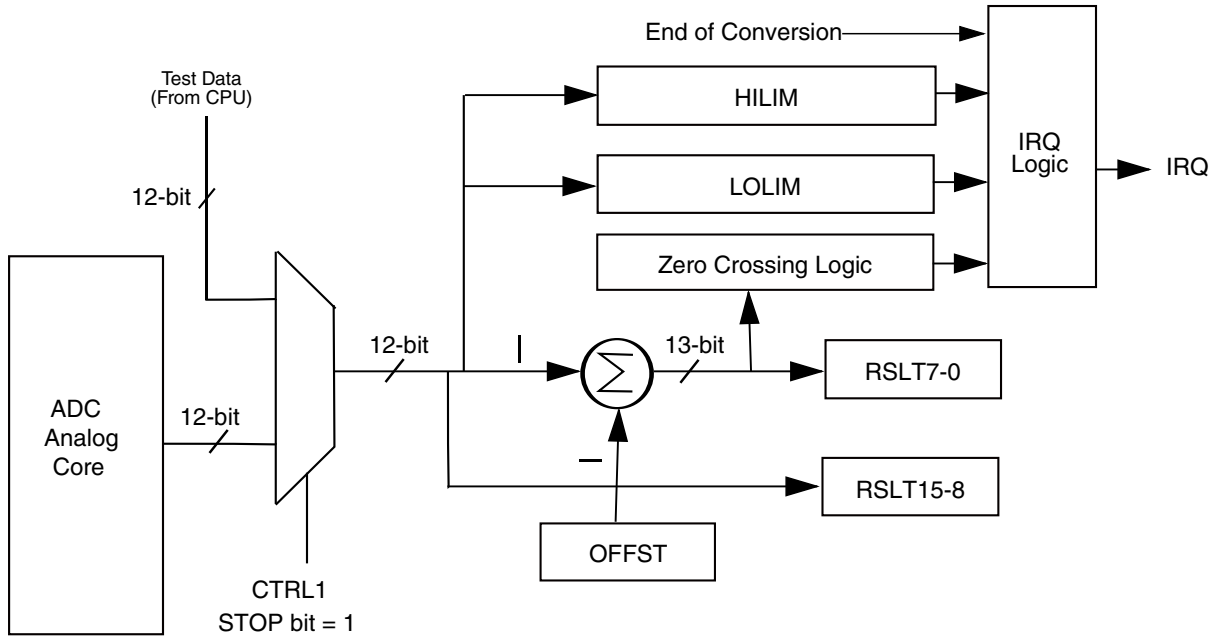 End of Conversion
Test Data
(From CPU)
HILIM
IRQ
Logic
IRQ
12-bit
LOLIM
Zero Crossing Logic
12-bit
13-bit
∑
RSLT7-0
ADC
Analog
Core
12-bit
RSLT15-8
OFFST
CTRL1
STOP bit = 1